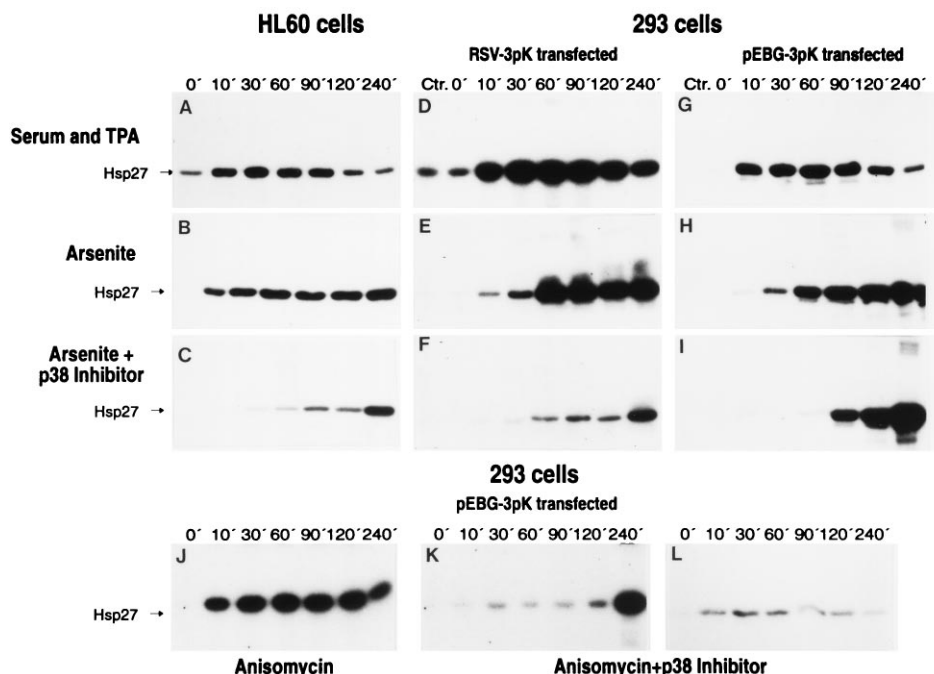 HL60 cells 293 cells
RSV-3pK transfected pEBG-3pK transfected
0´ 10´ 30´ 60´ 90´ 120´ 240´ Ctr. 0´ 10´ 30´ 60´ 90´ 120´ 240´ Ctr. 0´ 10´ 30´ 60´ 90´ 120´ 240´
A D G
Serum and TPA
Hsp27
B E H
Arsenite
Hsp27
C F I
Arsenite +
p38 Inhibitor
Hsp27
293 cells
pEBG-3pK transfected
0´ 10´ 30´ 60´ 90´ 120´ 240´ 0´ 10´ 30´ 60´ 90´ 120´ 240´ 0´ 10´ 30´ 60´ 90´ 120´ 240´
J K L
Hsp27
Anisomycin Anisomycin+p38 Inhibitor